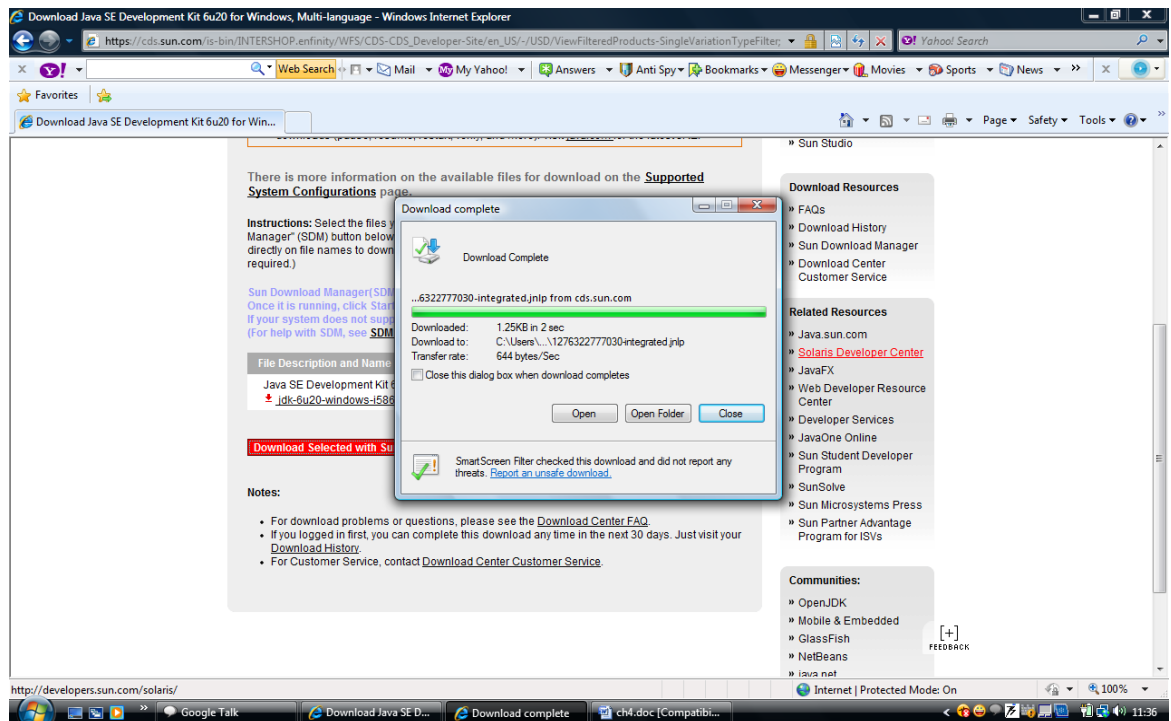 Download Java SE Development Kit 6u20 for Windows, Multi-language - Windows Internet Explorer
https://cds.sun.com/is-bin/INTERSHOP.enfinity/WFS/CDS-CDS_Developer-Site/en_US/-/USD/ViewFilteredProducts-SingleVariationTypeFilter;
Yahoo! Search
Web Search Mail My Yahoo! Answers Anti Spy Bookmarks Messenger Movies Sports News
Favorites
Download Java SE Development Kit 6u20 for Win...
Page Safety Tools
There is more information on the available files for download on the Supported
System Configurations page.
Instructions: Select the files
Manager" (SDM) button below
directly on file names to down
required.)
Sun Download Manager(SDM
Once it is running, click Star
If your system does not supp
(For help with SDM, see SDM
File Description and Name
Java SE Development Kit 6
jdk-6u20-windows-i586
Download Selected with Su
Notes:
• For download problems or questions, please see the Download Center FAQ.
• If you logged in first, you can complete this download any time in the next 30 days. Just visit your
Download History.
• For Customer Service, contact Download Center Customer Service.
Download complete
Download Complete
...6322777030-integrated.jnlp from cds.sun.com
Downloaded: 1.25KB in 2 sec
Download to: C:\Users\...\1276322777030-integrated.jnlp
Transfer rate: 644 bytes/Sec
Close this dialog box when download completes
Open Open Folder Close
SmartScreen Filter checked this download and did not report any
threats. Report an unsafe download.
» Sun Studio
Download Resources
» FAQs
» Download History
» Sun Download Manager
» Download Center
Customer Service
Related Resources
» Java.sun.com
» Solaris Developer Center
» JavaFX
» Web Developer Resource
Center
» Developer Services
» JavaOne Online
» Sun Student Developer
Program
» SunSolve
» Sun Microsystems Press
» Sun Partner Advantage
Program for ISVs
Communities:
» OpenJDK
» Mobile & Embedded
» GlassFish
» NetBeans
» java.net
[+]
FEEDBACK
http://developers.sun.com/solaris/
Internet | Protected Mode: On
100%
Google Talk
Download Java SE D...
Download complete
ch4.doc [Compatibi...
11:36